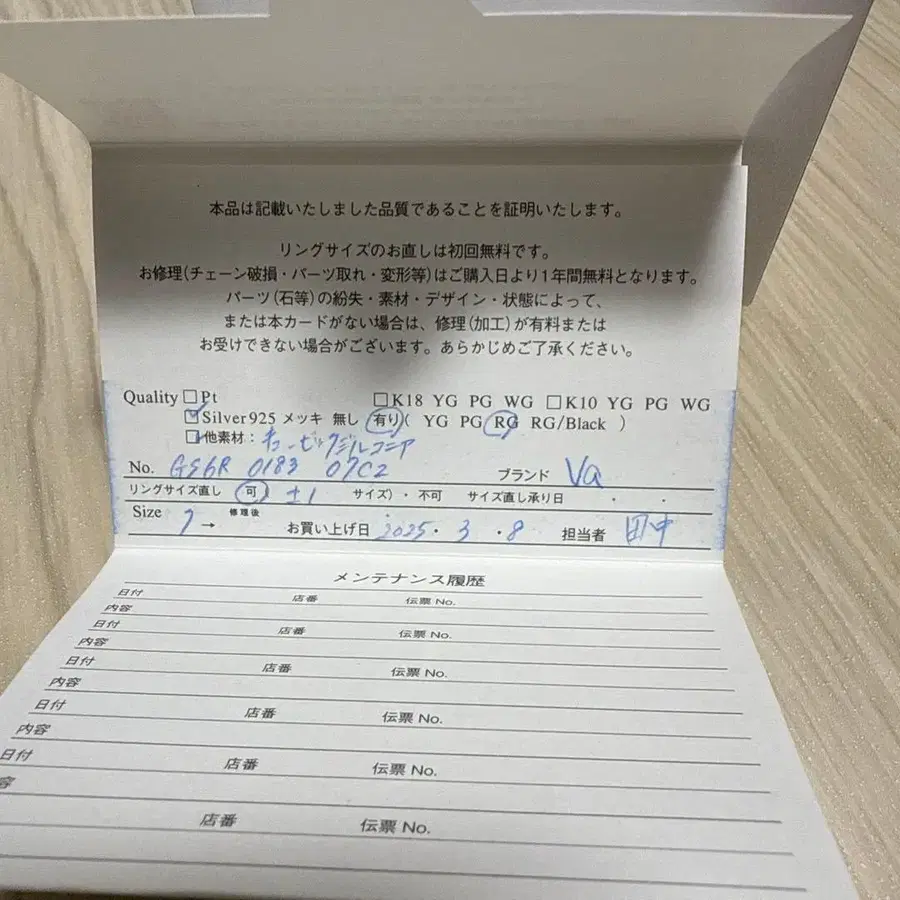 本品は記載いたしました品質であることを証明いたします。
リングサイズのお直しは初回無料です。
お修理(チェーン破損・パーツ取れ・変形等)はご購入日より1年間無料となります。
パーツ(石等)の紛失・素材・デザイン・状態によって、
または本カードがない場合は、修理(加工)が有料または
お受けできない場合がございます。あらかじめご了承ください。
Quality □Pt □K18 YG PG WG □K10 YG PG WG
☑Silver925 メッキ 無し 有り( YG PG RG RG/Black )
☑他素材: キュービックジルコニア
No. GS6R 0183 07C2 ブランド Va
リングサイズ直し 可 ±1 サイズ)・不可 サイズ直し承り日 ・ ・
Size 7 → 修理後 お買い上げ日 2025・3・8 担当者 田中
メンテナンス履歴
日付 店番 伝票 No.
内容
日付 店番 伝票 No.
内容
日付 店番 伝票 No.
内容
日付 店番 伝票 No.
内容
日付 店番 伝票 No.
容
店番 伝票 No.